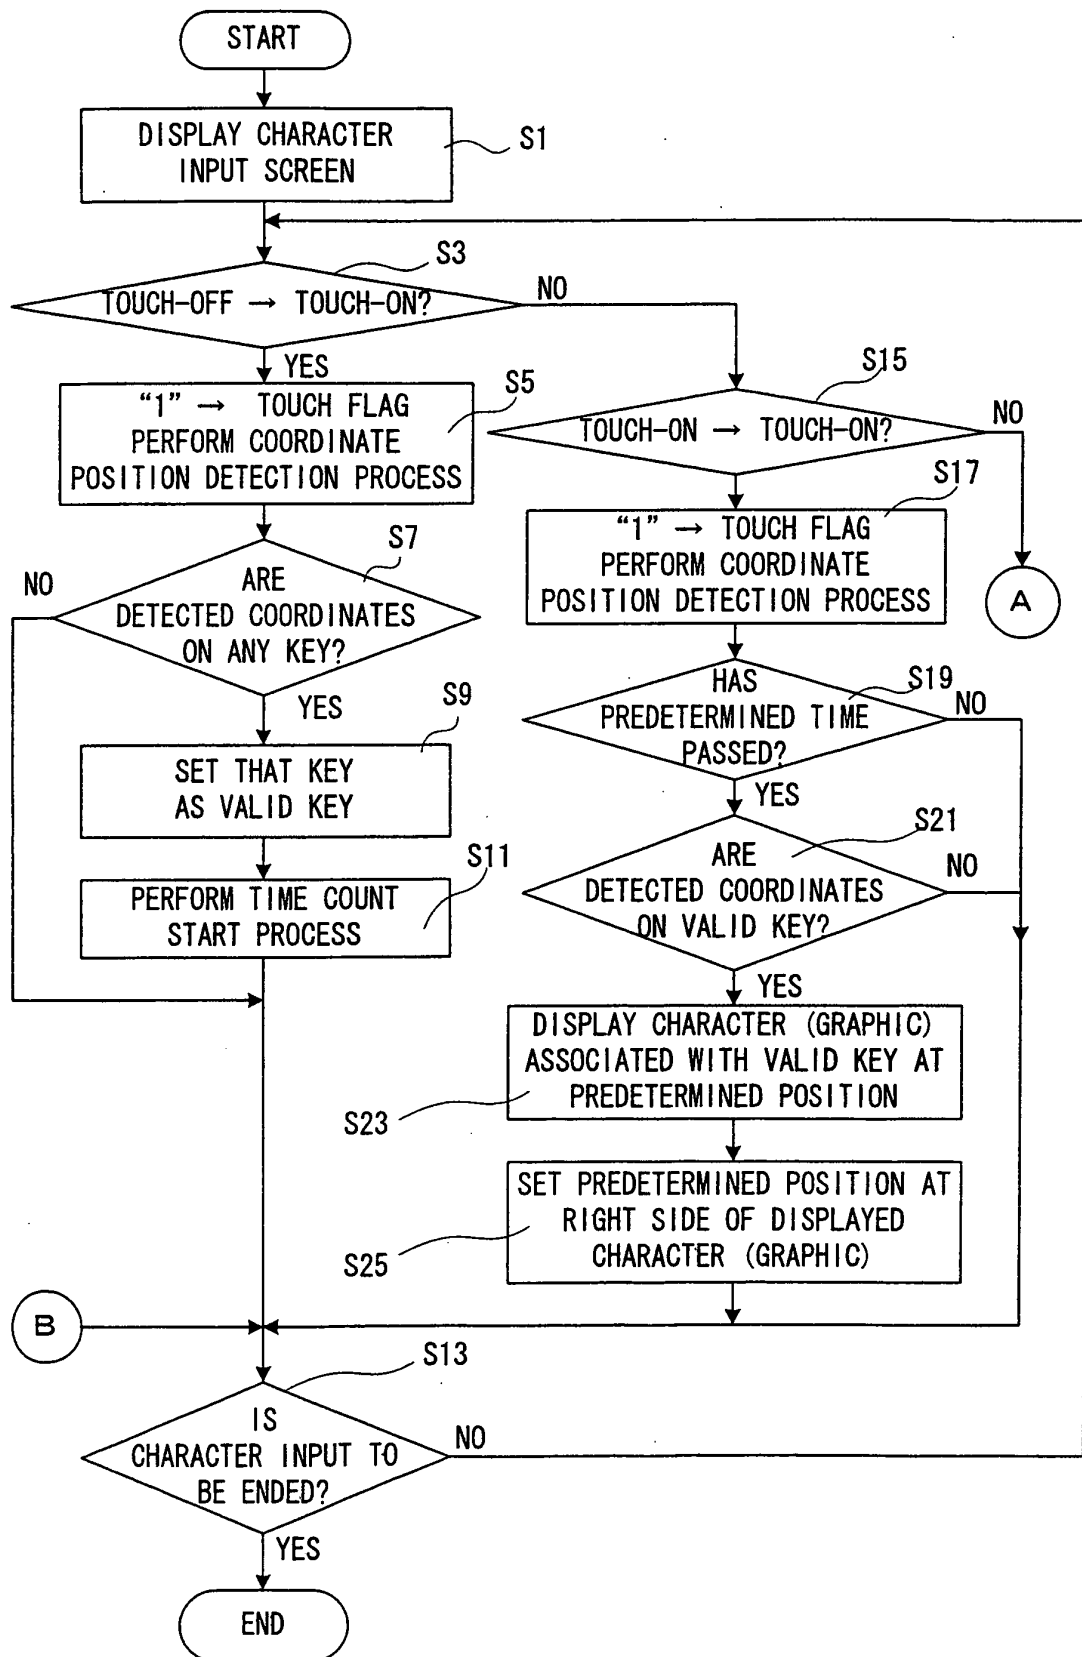 START
DISPLAY CHARACTER
INPUT SCREEN
S1
S3
TOUCH-OFF → TOUCH-ON?
NO
YES
S5
“1” → TOUCH FLAG
PERFORM COORDINATE
POSITION DETECTION PROCESS
S7
NO
ARE
DETECTED COORDINATES
ON ANY KEY?
YES
S9
SET THAT KEY
AS VALID KEY
S11
PERFORM TIME COUNT
START PROCESS
S15
TOUCH-ON → TOUCH-ON?
NO
S17
“1” → TOUCH FLAG
PERFORM COORDINATE
POSITION DETECTION PROCESS
A
HAS
PREDETERMINED TIME
PASSED?
S19
NO
YES
S21
ARE
DETECTED COORDINATES
ON VALID KEY?
NO
YES
DISPLAY CHARACTER (GRAPHIC)
ASSOCIATED WITH VALID KEY AT
PREDETERMINED POSITION
S23
SET PREDETERMINED POSITION AT
RIGHT SIDE OF DISPLAYED
CHARACTER (GRAPHIC)
S25
B
S13
IS
CHARACTER INPUT TO
BE ENDED?
NO
YES
END